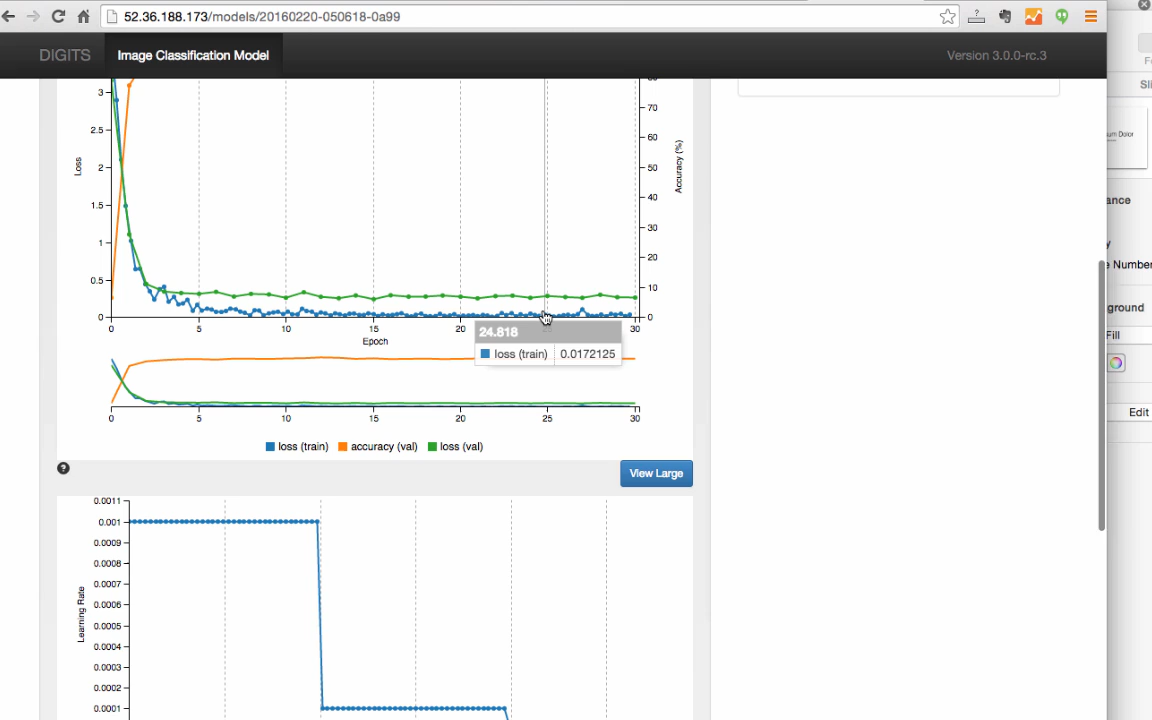 52.36.188.173/models/20160220-050618-0a99
DIGITS Image Classification Model Version 3.0.0-rc.3
3
2.5
2
1.5
1
0.5
0
Loss
80
70
60
50
40
30
20
10
0
Accuracy (%)
0 5 10 15 20 25 30
Epoch
24.818
loss (train) 0.0172125
0 5 10 15 20 25 30
loss (train) accuracy (val) loss (val)
?
View Large
0.0011
0.001
0.0009
0.0008
0.0007
0.0006
0.0005
0.0004
0.0003
0.0002
0.0001
Learning Rate
Sli
um Dolor
ance
y
e Number
ground
Fill
Edit